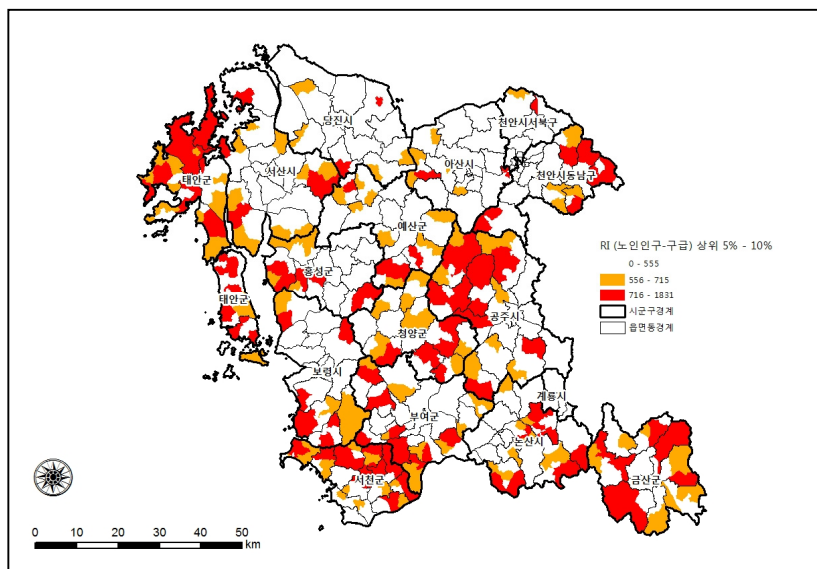 당진시
천안시서북구
아산시
천안시동남구
태안군
서산시
예산군
RI (노인인구-구급) 상위 5% - 10%
0 - 555
556 - 715
716 - 1831
시군구경계
읍면동경계
홍성군
태안군
공주시
청양군
보령시
계룡시
부여군
논산시
서천군
금산군
0 10 20 30 40 50
km